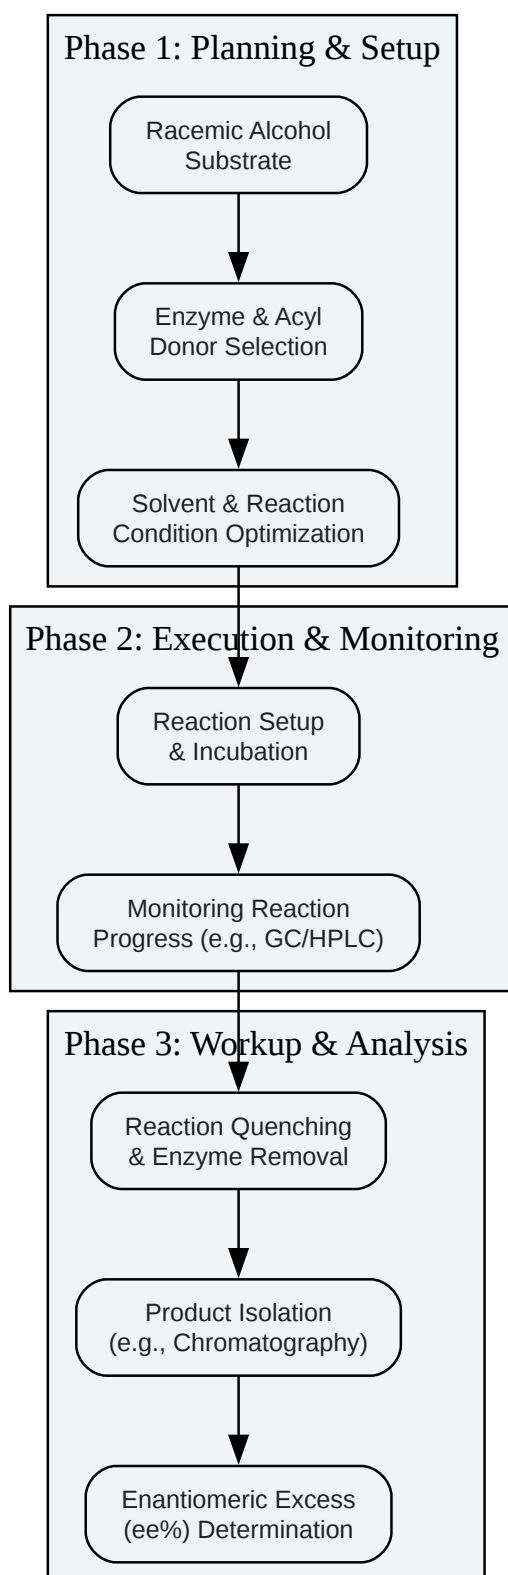 Phase 1: Planning & Setup
Racemic Alcohol
Substrate
Enzyme & Acyl
Donor Selection
Solvent & Reaction
Condition Optimization
Phase 2: Execution & Monitoring
Reaction Setup
& Incubation
Monitoring Reaction
Progress (e.g., GC/HPLC)
Phase 3: Workup & Analysis
Reaction Quenching
& Enzyme Removal
Product Isolation
(e.g., Chromatography)
Enantiomeric Excess
(ee%) Determination